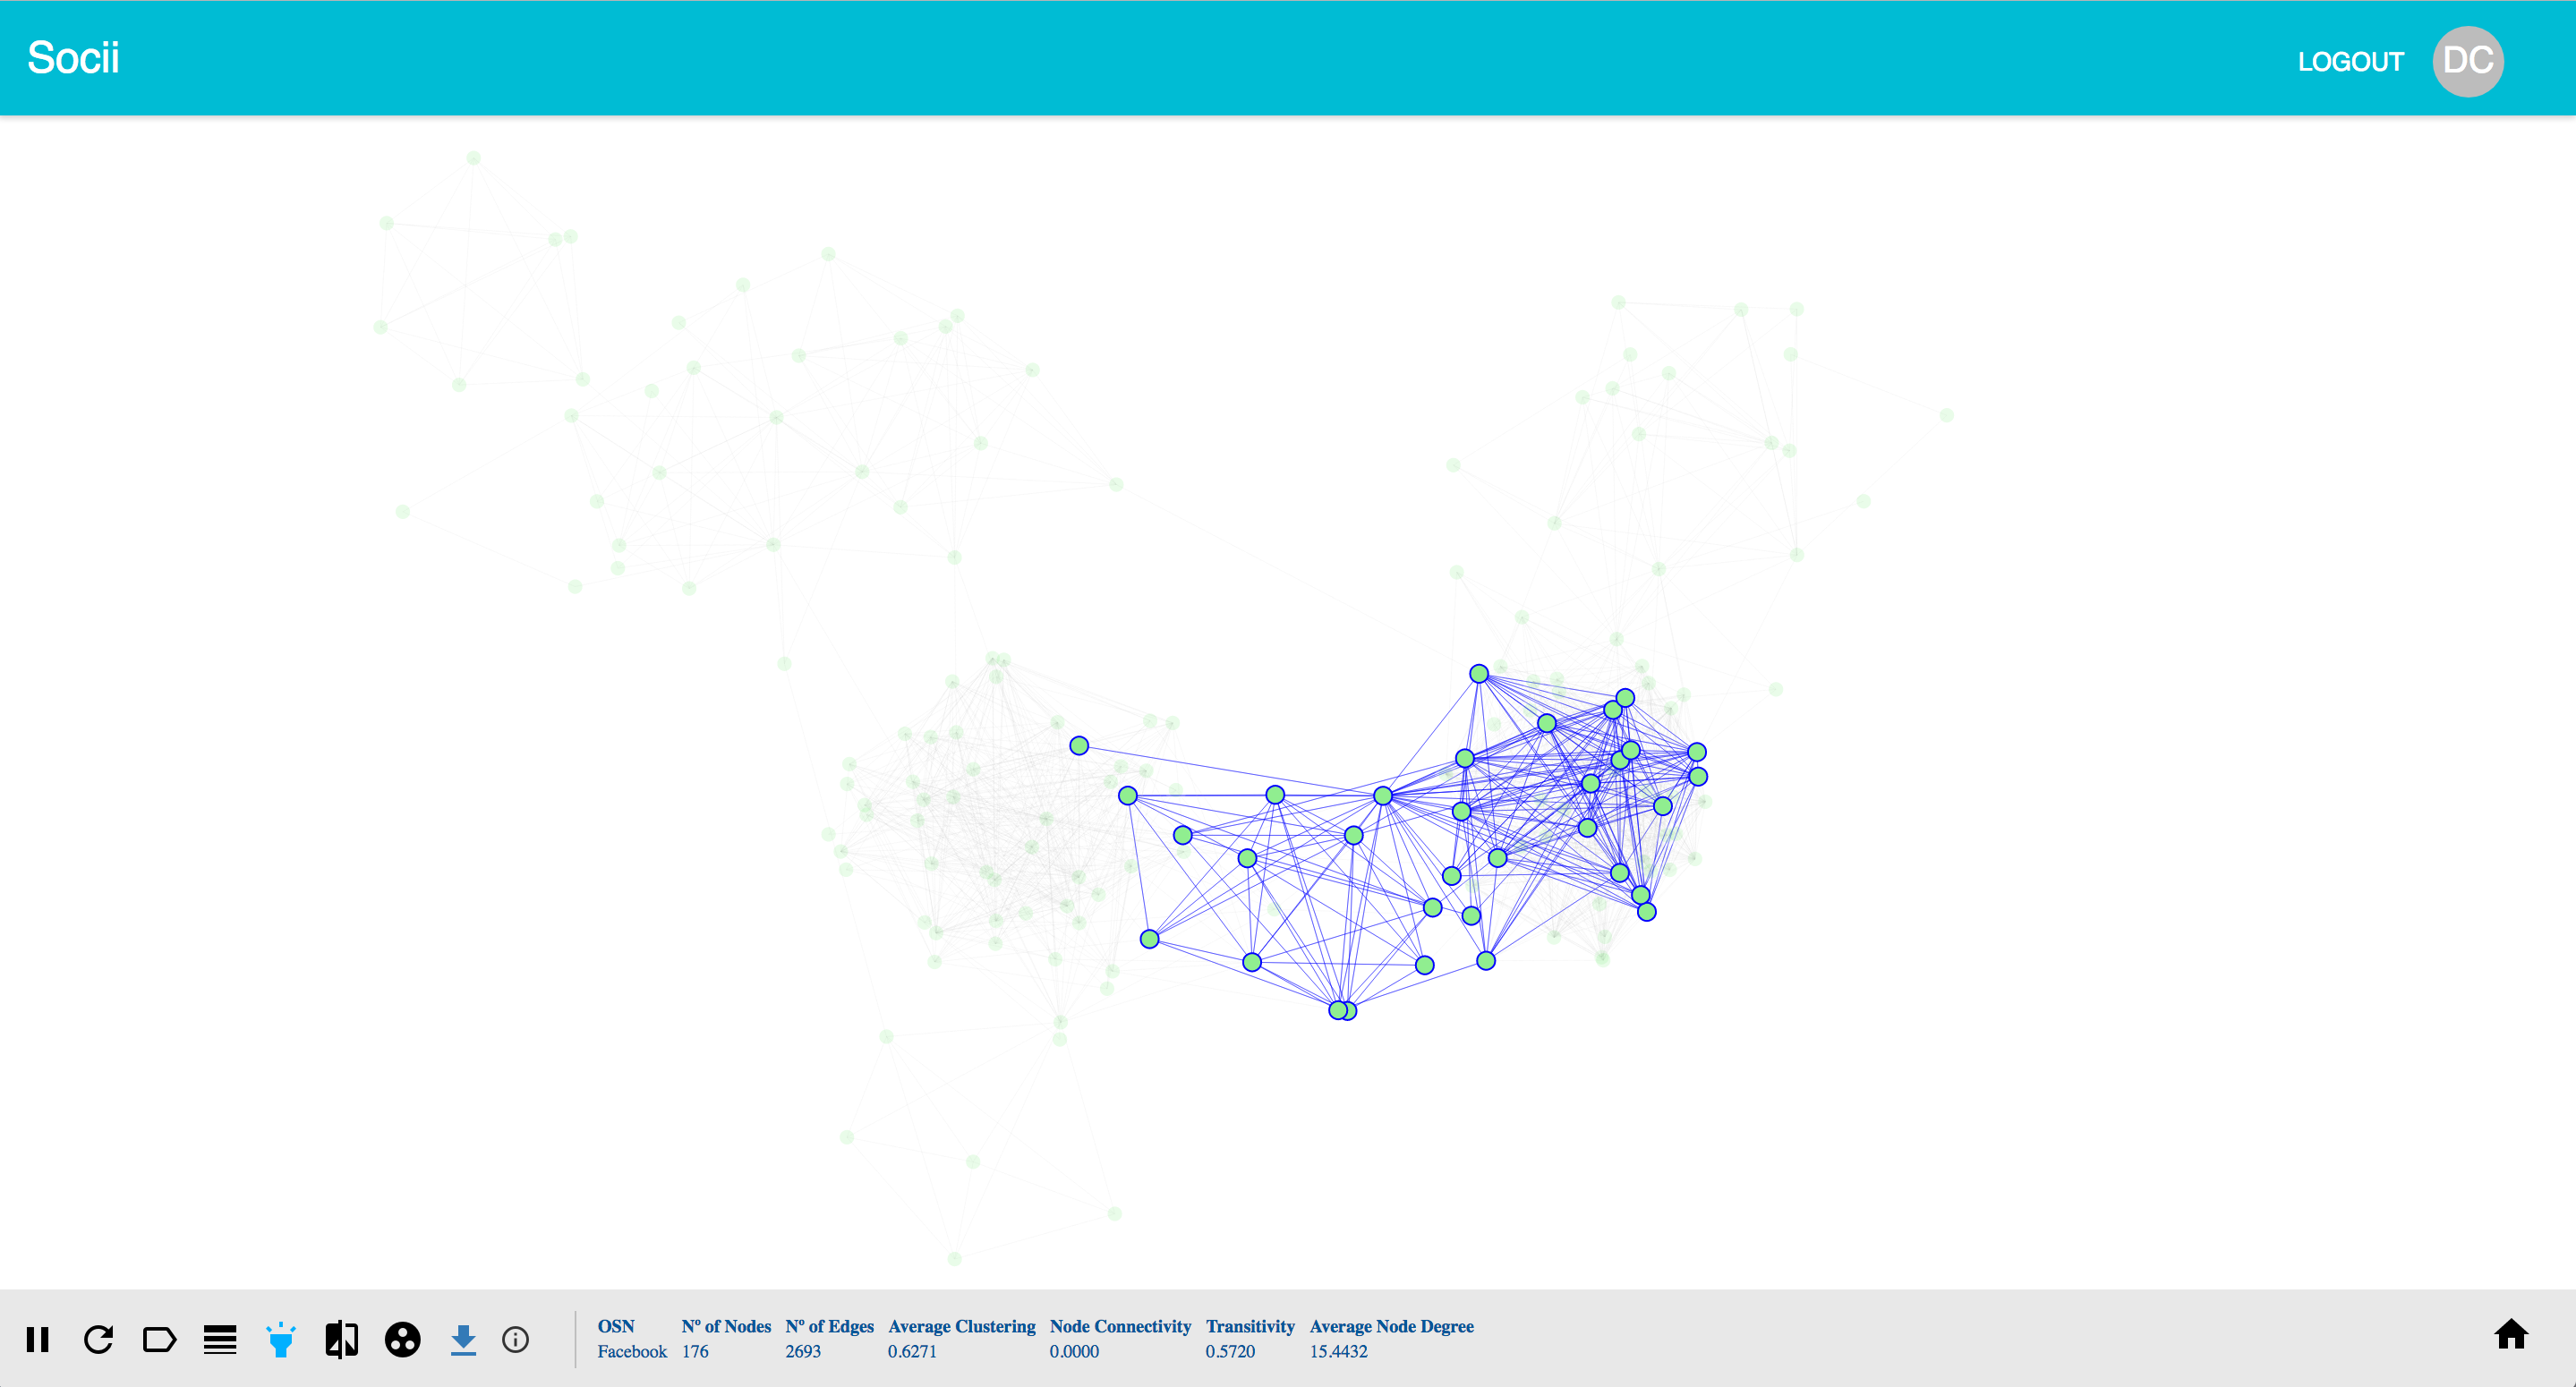 Socii
LOGOUT DC
OSN Nº of Nodes Nº of Edges Average Clustering Node Connectivity Transitivity Average Node Degree
Facebook 176 2693 0.6271 0.0000 0.5720 15.4432